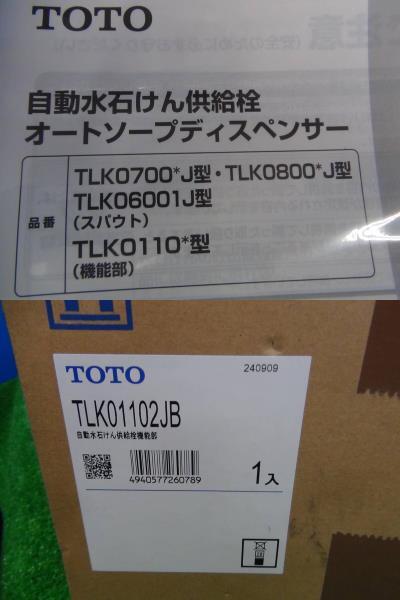 TOTO
自動水石けん供給栓
オートソープディスペンサー
品番
TLK0700*J型・TLK0800*J型
TLK06001J型
(スパウト)
TLK0110*型
(機能部)
TOTO
240909
TLK01102JB
自動水石けん供給栓機能部
4940577260789
1入